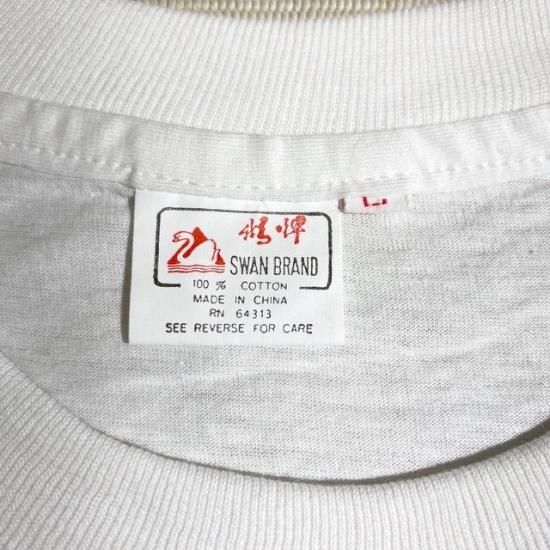 鵝牌
L
SWAN BRAND
100 % COTTON
MADE IN CHINA
RN 64313
SEE REVERSE FOR CARE